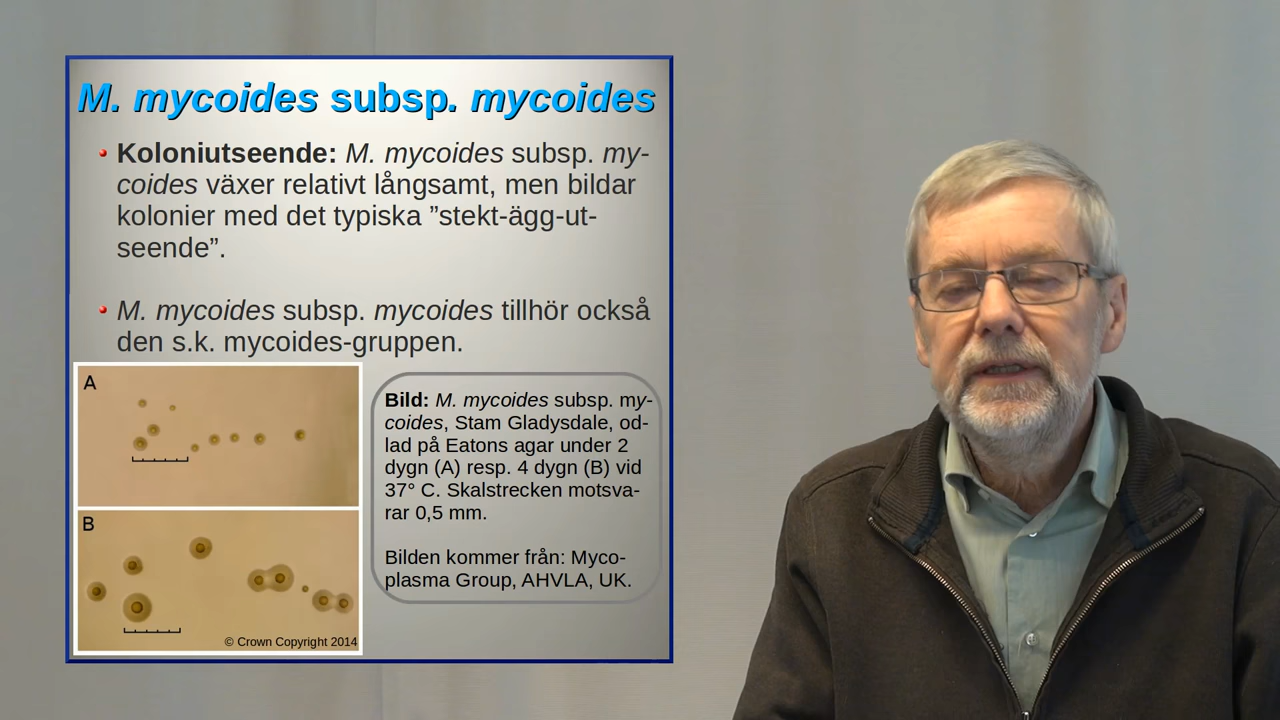 M. mycoides subsp. mycoides
Koloniutseende: M. mycoides subsp. my-
coides växer relativt långsamt, men bildar
kolonier med det typiska ”stekt-ägg-ut-
seende”.
M. mycoides subsp. mycoides tillhör också
den s.k. mycoides-gruppen.
A
B
© Crown Copyright 2014
Bild: M. mycoides subsp. my-
coides, Stam Gladysdale, od-
lad på Eatons agar under 2
dygn (A) resp. 4 dygn (B) vid
37° C. Skalstrecken motsva-
rar 0,5 mm.
Bilden kommer från: Myco-
plasma Group, AHVLA, UK.